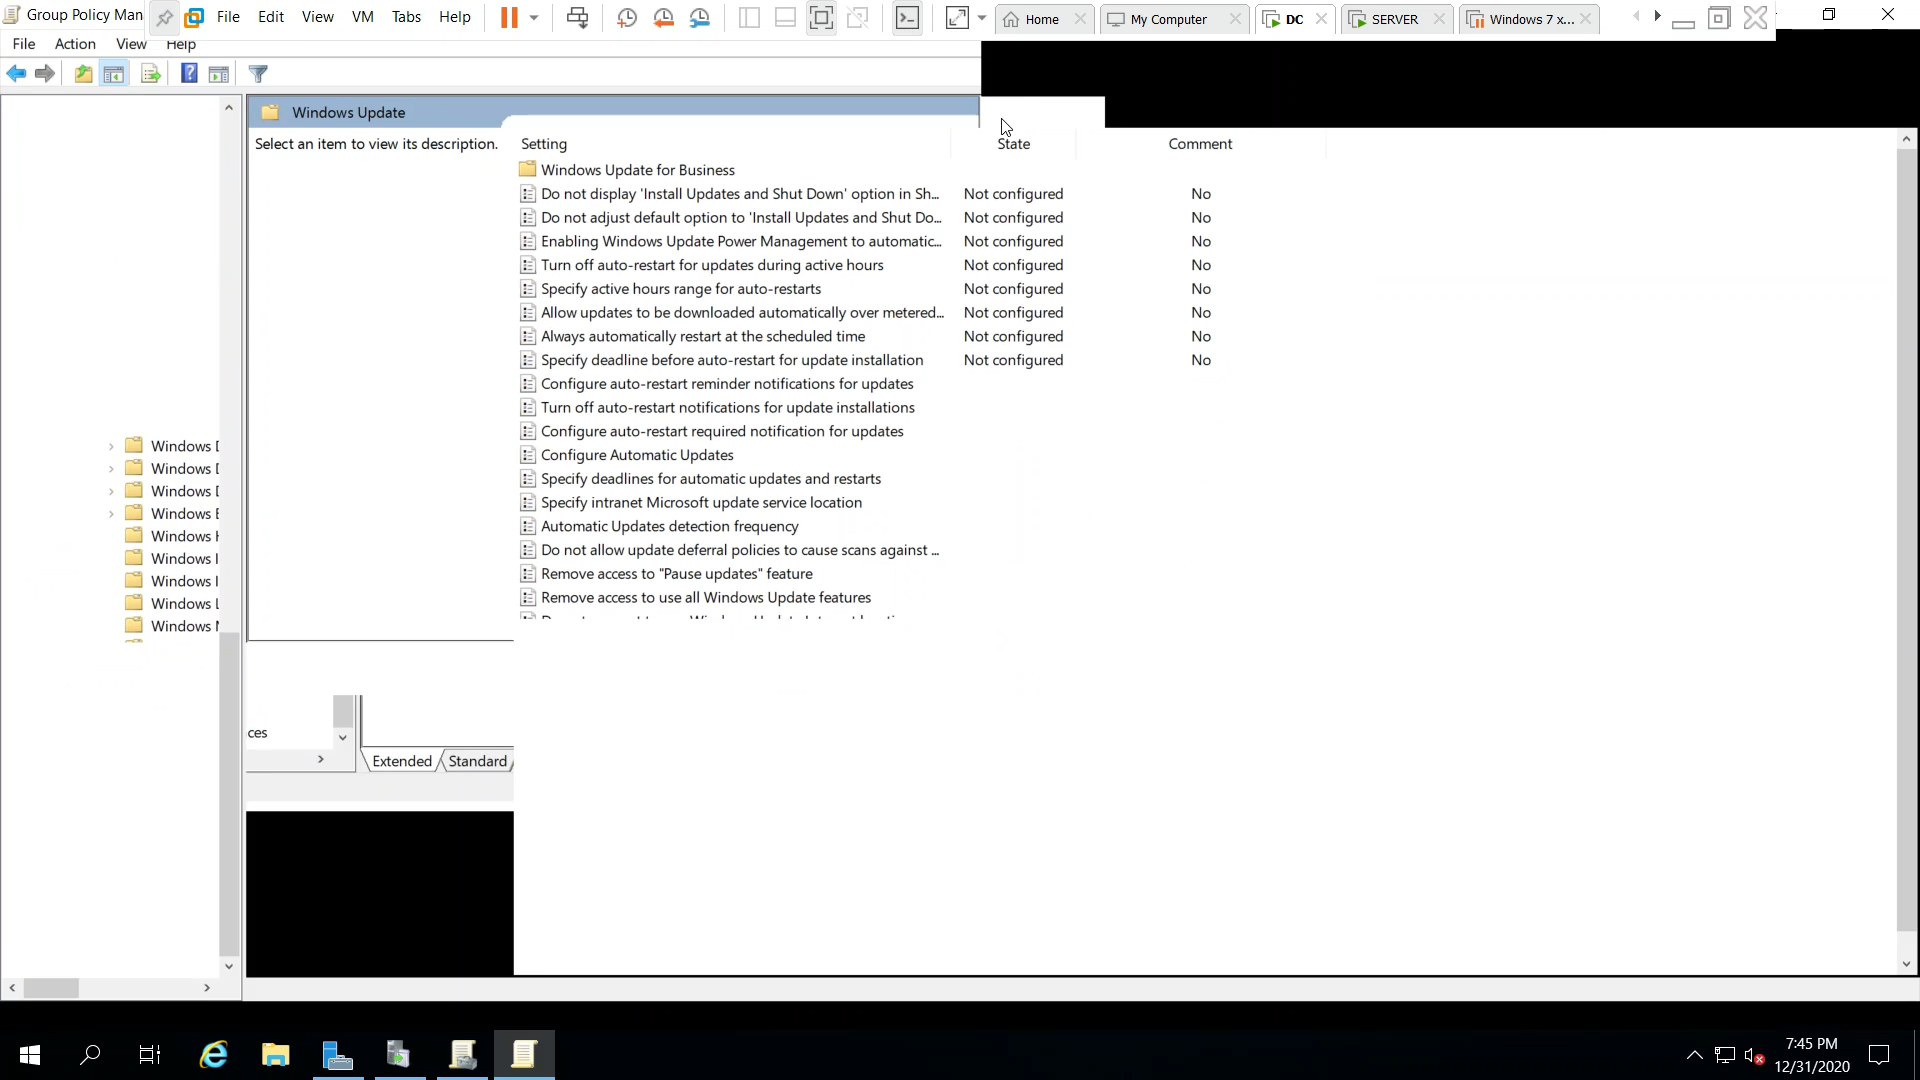 Group Policy Man
File Edit View VM Tabs Help
Home My Computer DC SERVER Windows 7 x...
File Action View Help
Windows Update
Select an item to view its description.
Setting State Comment
Windows Update for Business
Do not display 'Install Updates and Shut Down' option in Sh... Not configured No
Do not adjust default option to 'Install Updates and Shut Do... Not configured No
Enabling Windows Update Power Management to automatic... Not configured No
Turn off auto-restart for updates during active hours Not configured No
Specify active hours range for auto-restarts Not configured No
Allow updates to be downloaded automatically over metered... Not configured No
Always automatically restart at the scheduled time Not configured No
Specify deadline before auto-restart for update installation Not configured No
Configure auto-restart reminder notifications for updates
Turn off auto-restart notifications for update installations
Configure auto-restart required notification for updates
Configure Automatic Updates
Specify deadlines for automatic updates and restarts
Specify intranet Microsoft update service location
Automatic Updates detection frequency
Do not allow update deferral policies to cause scans against ...
Remove access to "Pause updates" feature
Remove access to use all Windows Update features
Windows
Windows
Windows
Windows
Windows
Windows
Windows
Windows
Windows
ces
Extended Standard
7:45 PM
12/31/2020